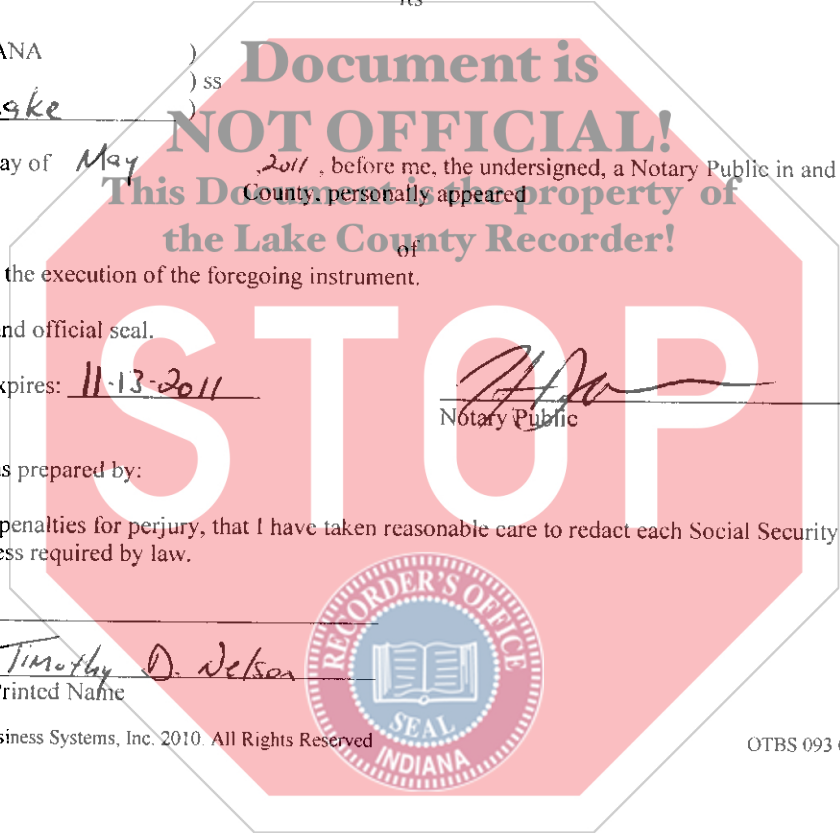 Its
ANA )
) ss
Lake )
Document is
NOT OFFICIAL!
ay of May , 2011 , before me, the undersigned, a Notary Public in and
County, personally appeared
This Document is the property of
the Lake County Recorder!
of
the execution of the foregoing instrument.
nd official seal.
xpires: 11-13-2011
Notary Public
STOP
s prepared by:
penalties for perjury, that I have taken reasonable care to redact each Social Security
ess required by law.
Timothy D. Nelson
rinted Name
RECORDER'S OFFICE
SEAL
INDIANA
siness Systems, Inc. 2010. All Rights Reserved
OTBS 093